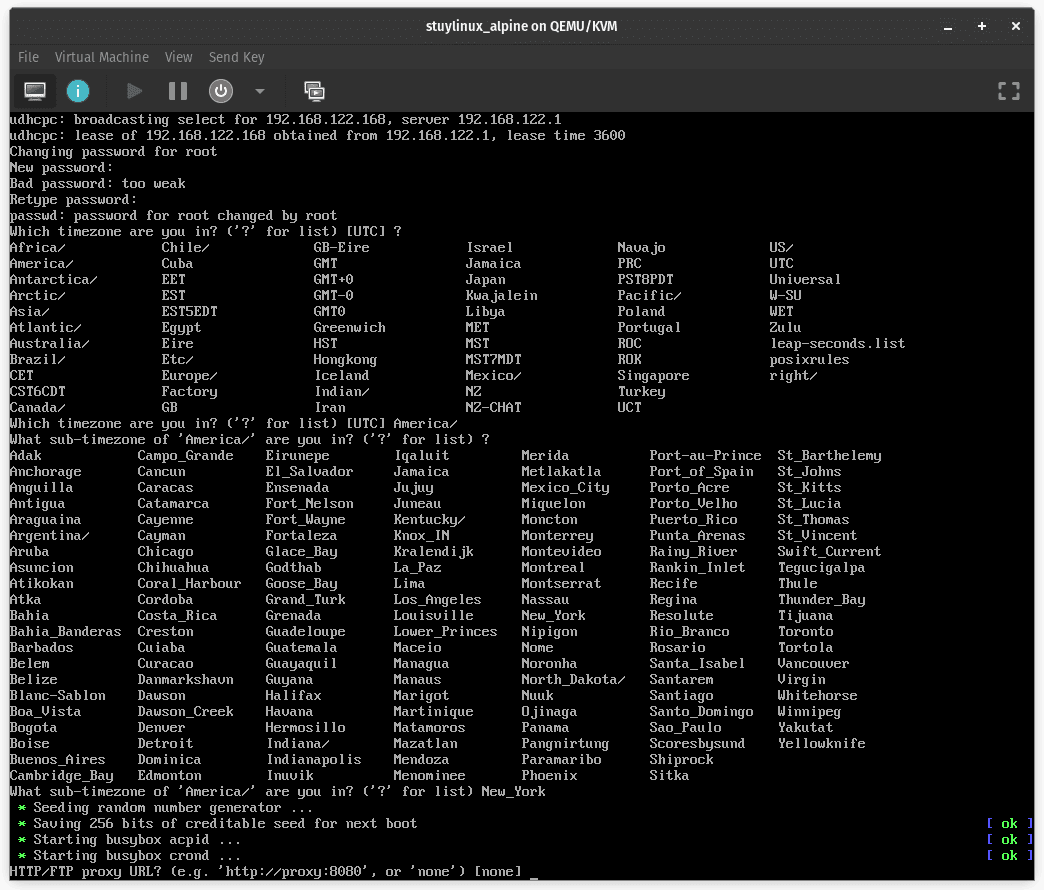 stuylinux_alpine on QEMU/KVM
File Virtual Machine View Send Key
udhcpc: broadcasting select for 192.168.122.168, server 192.168.122.1
udhcpc: lease of 192.168.122.168 obtained from 192.168.122.1, lease time 3600
Changing password for root
New password:
Bad password: too weak
Retype password:
passwd: password for root changed by root
Which timezone are you in? ('?' for list) [UTC] ?
Africa/ Chile/ GB-Eire Israel Navajo US/
America/ Cuba GMT Jamaica PRC UTC
Antarctica/ EET GMT+0 Japan PST8PDT Universal
Arctic/ EST GMT-0 Kwajalein Pacific/ W-SU
Asia/ EST5EDT GMT0 Libya Poland WET
Atlantic/ Egypt Greenwich MET Portugal Zulu
Australia/ Eire HST MST ROC leap-seconds.list
Brazil/ Etc/ Hongkong MST7MDT ROK posixrules
CET Europe/ Iceland Mexico/ Singapore right/
CST6CDT Factory Indian/ NZ Turkey
Canada/ GB Iran NZ-CHAT UCT
Which timezone are you in? ('?' for list) [UTC] America/
What sub-timezone of 'America/' are you in? ('?' for list) ?
Adak Campo_Grande Eirunepe Iqaluit Merida Port-au-Prince St_Barthelemy
Anchorage Cancun El_Salvador Jamaica Metlakatla Port_of_Spain St_Johns
Anguilla Caracas Ensenada Jujuy Mexico_City Porto_Acre St_Kitts
Antigua Catamarca Fort_Nelson Juneau Miquelon Porto_Velho St_Lucia
Araguaina Cayenne Fort_Wayne Kentucky/ Moncton Puerto_Rico St_Thomas
Argentina/ Cayman Fortaleza Knox_IN Monterrey Punta_Arenas St_Vincent
Aruba Chicago Glace_Bay Kralendijk Montevideo Rainy_River Swift_Current
Asuncion Chihuahua Godthab La_Paz Montreal Rankin_Inlet Tegucigalpa
Atikokan Coral_Harbour Goose_Bay Lima Montserrat Recife Thule
Atka Cordoba Grand_Turk Los_Angeles Nassau Regina Thunder_Bay
Bahia Costa_Rica Grenada Louisville New_York Resolute Tijuana
Bahia_Banderas Creston Guadeloupe Lower_Princes Nipigon Rio_Branco Toronto
Barbados Cuiaba Guatemala Maceio Nome Rosario Tortola
Belem Curacao Guayaquil Managua Noronha Santa_Isabel Vancouver
Belize Danmarkshavn Guyana Manaus North_Dakota/ Santarem Virgin
Blanc-Sablon Dawson Halifax Marigot Nuuk Santiago Whitehorse
Boa_Vista Dawson_Creek Havana Martinique Ojinaga Santo_Domingo Winnipeg
Bogota Denver Hermosillo Matamoros Panama Sao_Paulo Yakutat
Boise Detroit Indiana/ Mazatlan Pangnirtung Scoresbysund Yellowknife
Buenos_Aires Dominica Indianapolis Mendoza Paramaribo Shiprock
Cambridge_Bay Edmonton Inuvik Menominee Phoenix Sitka
What sub-timezone of 'America/' are you in? ('?' for list) New_York
* Seeding random number generator ...
* Saving 256 bits of creditable seed for next boot [ ok ]
* Starting busybox acpid ... [ ok ]
* Starting busybox crond ... [ ok ]
HTTP/FTP proxy URL? (e.g. 'http://proxy:8080', or 'none') [none] _